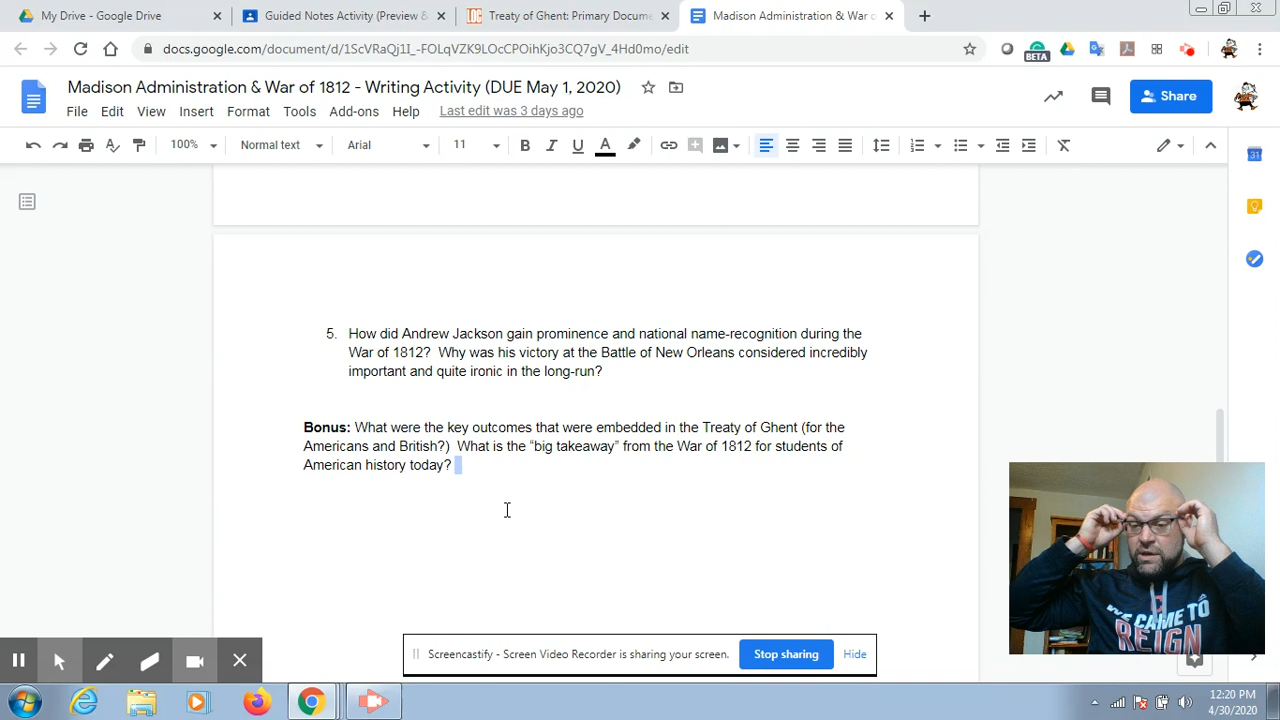 My Drive - Google Drive
Guided Notes Activity (Preview &
Treaty of Ghent: Primary Docume
Madison Administration & War o
docs.google.com/document/d/1ScVRaQj1I_-FOLqVZK9LOcCPOihKjo3CQ7gV_4Hd0mo/edit
BETA
Madison Administration & War of 1812 - Writing Activity (DUE May 1, 2020)
File Edit View Insert Format Tools Add-ons Help Last edit was 3 days ago
Share
100% Normal text Arial 11 B I U A
31
5. How did Andrew Jackson gain prominence and national name-recognition during the
War of 1812? Why was his victory at the Battle of New Orleans considered incredibly
important and quite ironic in the long-run?
Bonus: What were the key outcomes that were embedded in the Treaty of Ghent (for the
Americans and British?) What is the “big takeaway” from the War of 1812 for students of
American history today?
WE CAME TO
REIGN
Screencastify - Screen Video Recorder is sharing your screen. Stop sharing Hide
12:20 PM
4/30/2020